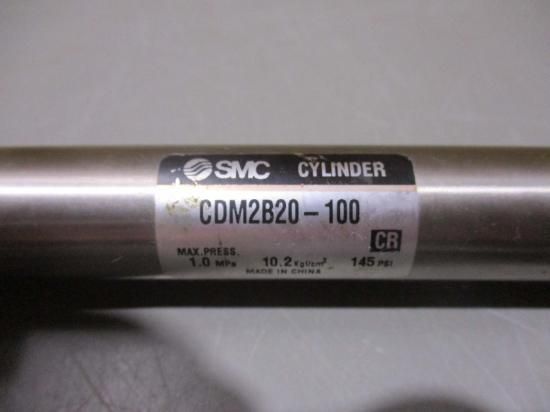 SMC CYLINDER
CDM2B20-100
CR
MAX.PRESS.
1.0 MPa 10.2 Kgf/cm² 145 PSI
MADE IN CHINA